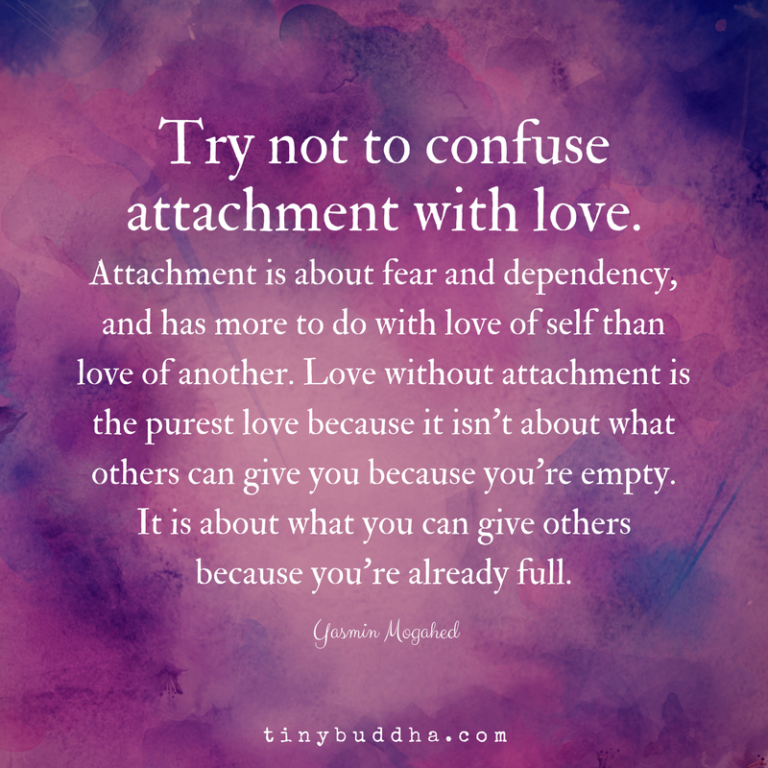 Try not to confuse
attachment with love.
Attachment is about fear and dependency,
and has more to do with love of self than
love of another. Love without attachment is
the purest love because it isn’t about what
others can give you because you’re empty.
It is about what you can give others
because you’re already full.
Yasmin Mogahed
tinybuddha.com